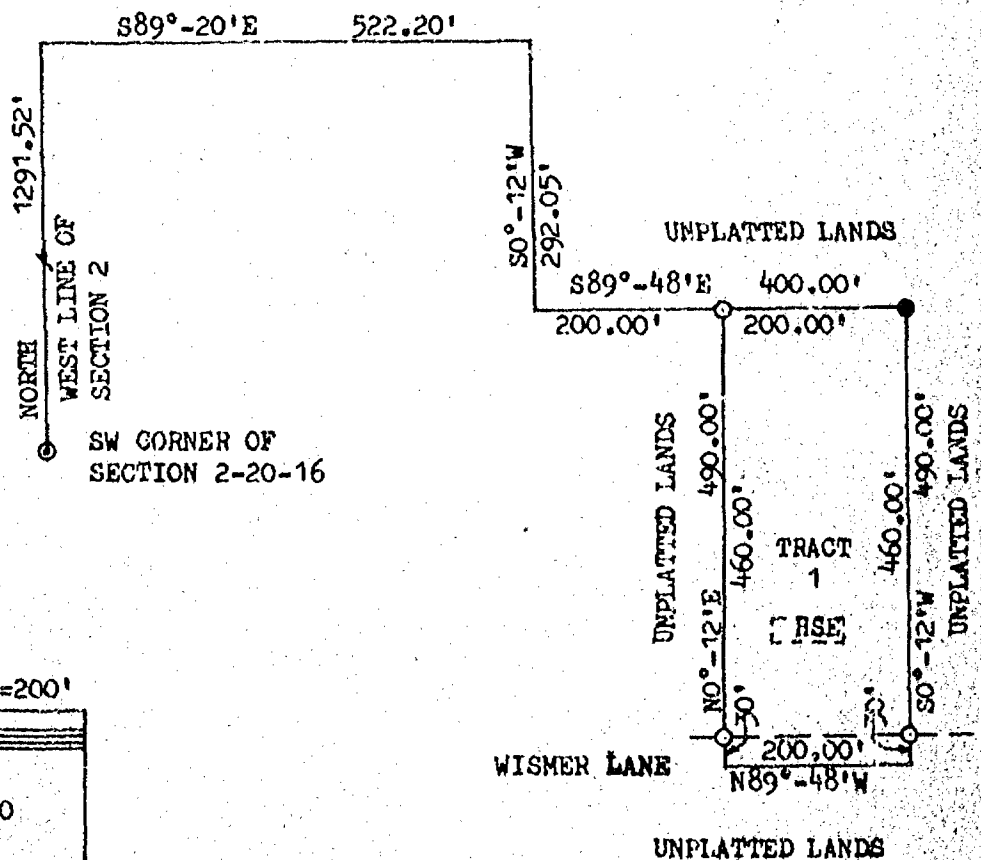 S89°-20'E 522.20'
1291.52'
NORTH
WEST LINE OF
SECTION 2
SW CORNER OF
SECTION 2-20-16
S0°-12'W
292.05'
UNPLATTED LANDS
S89°-48'E 400.00'
200.00' 200.00'
UNPLATTED LANDS
N0°-12'E 490.00'
460.00'
TRACT
1
HSE
460.00'
S0°-12'W 490.00'
UNPLATTED LANDS
30'
200.00'
N89°-48'W
WISMER LANE
UNPLATTED LANDS
=200'
0